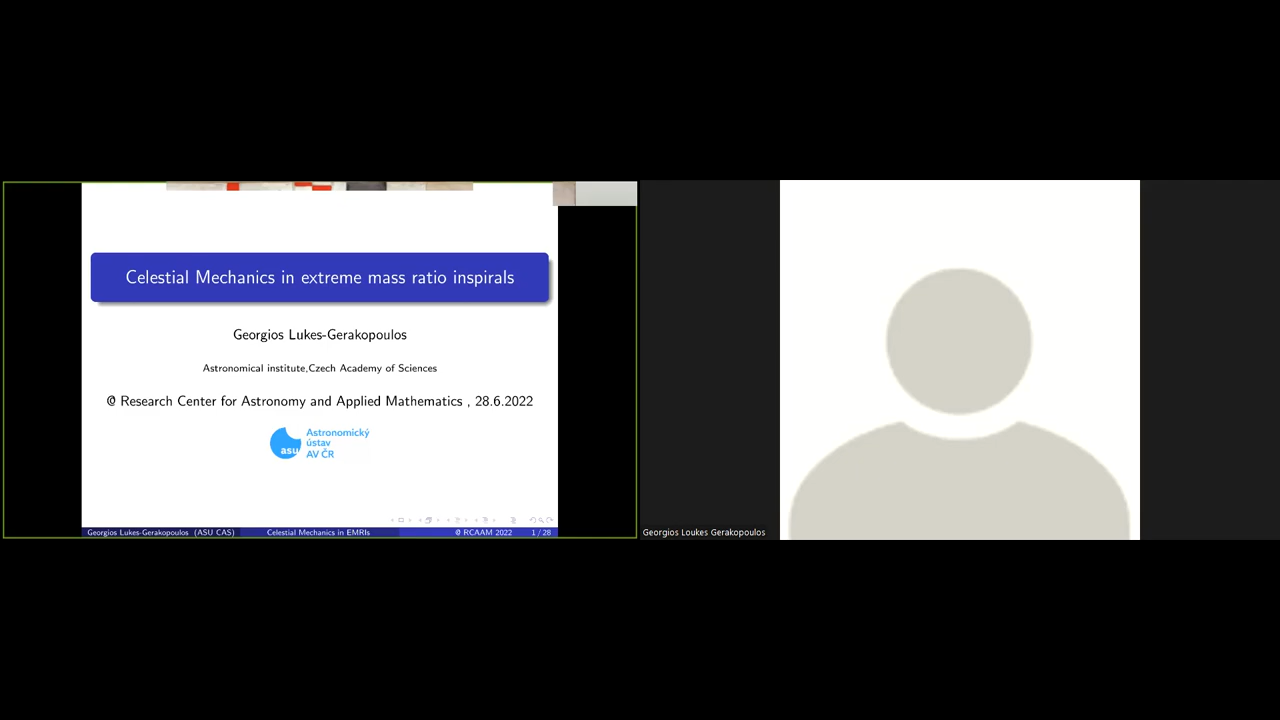 Celestial Mechanics in extreme mass ratio inspirals
Georgios Lukes-Gerakopoulos
Astronomical institute,Czech Academy of Sciences
@ Research Center for Astronomy and Applied Mathematics , 28.6.2022
asu
Astronomický
ústav
AV ČR
Georgios Lukes-Gerakopoulos (ASU CAS)
Celestial Mechanics in EMRIs
@ RCAAM 2022
1 / 28
Georgios Loukes Gerakopoulos